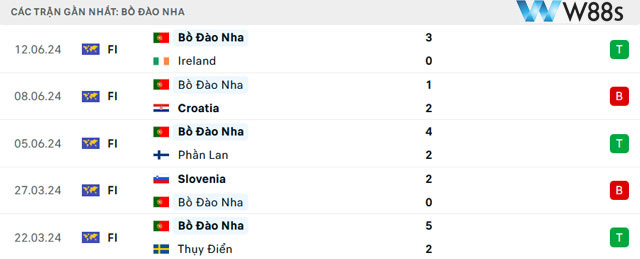 CÁC TRẬN GẦN NHẤT: BỒ ĐÀO NHA
W88s
12.06.24 FI Bồ Đào Nha 3 T
Ireland 0
08.06.24 FI Bồ Đào Nha 1 B
Croatia 2
05.06.24 FI Bồ Đào Nha 4 T
Phần Lan 2
27.03.24 FI Slovenia 2 B
Bồ Đào Nha 0
22.03.24 FI Bồ Đào Nha 5 T
Thụy Điển 2